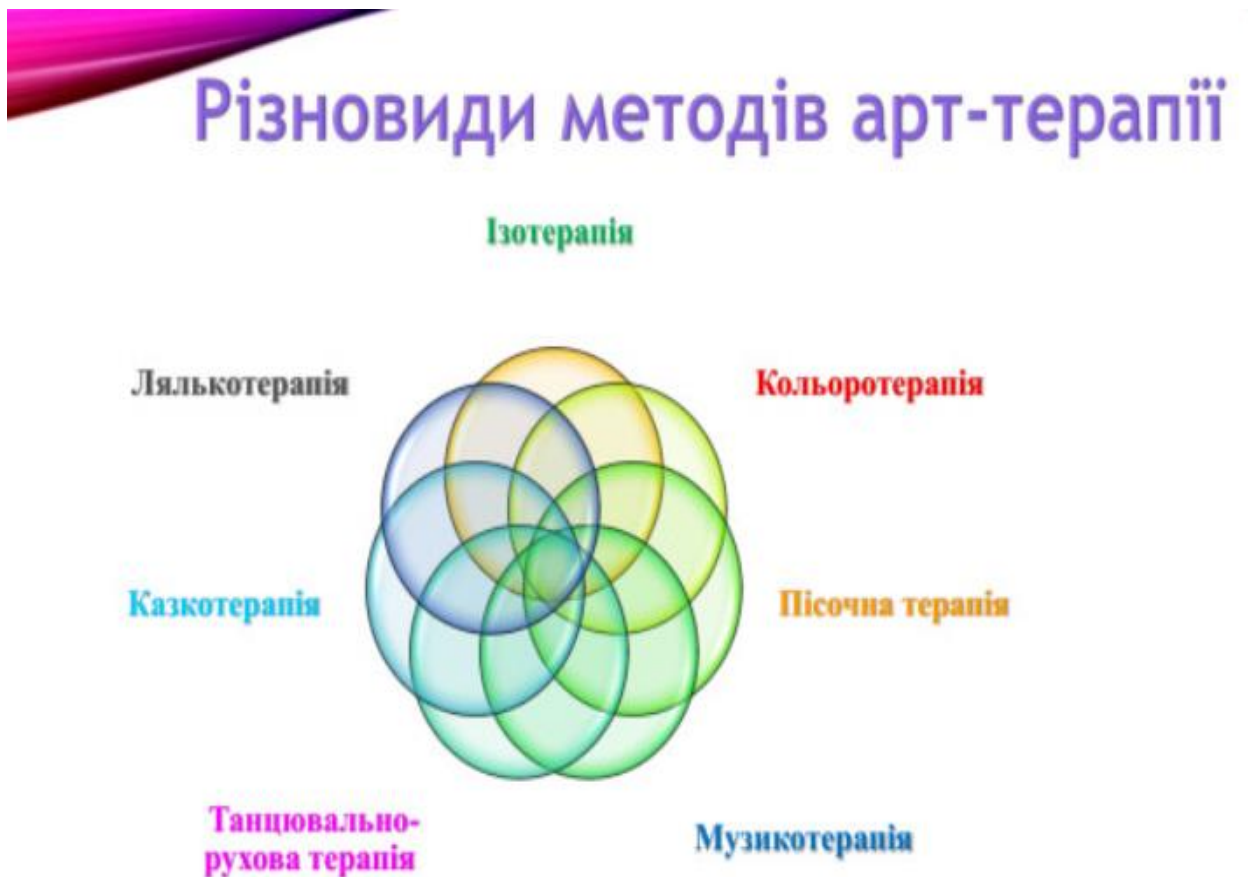 Різновиди методів арт-терапії
Ізотерапія
Лялькотерапія
Кольоротерапія
Казкотерапія
Пісочна терапія
Танцювально-
рухова терапія
Музикотерапія